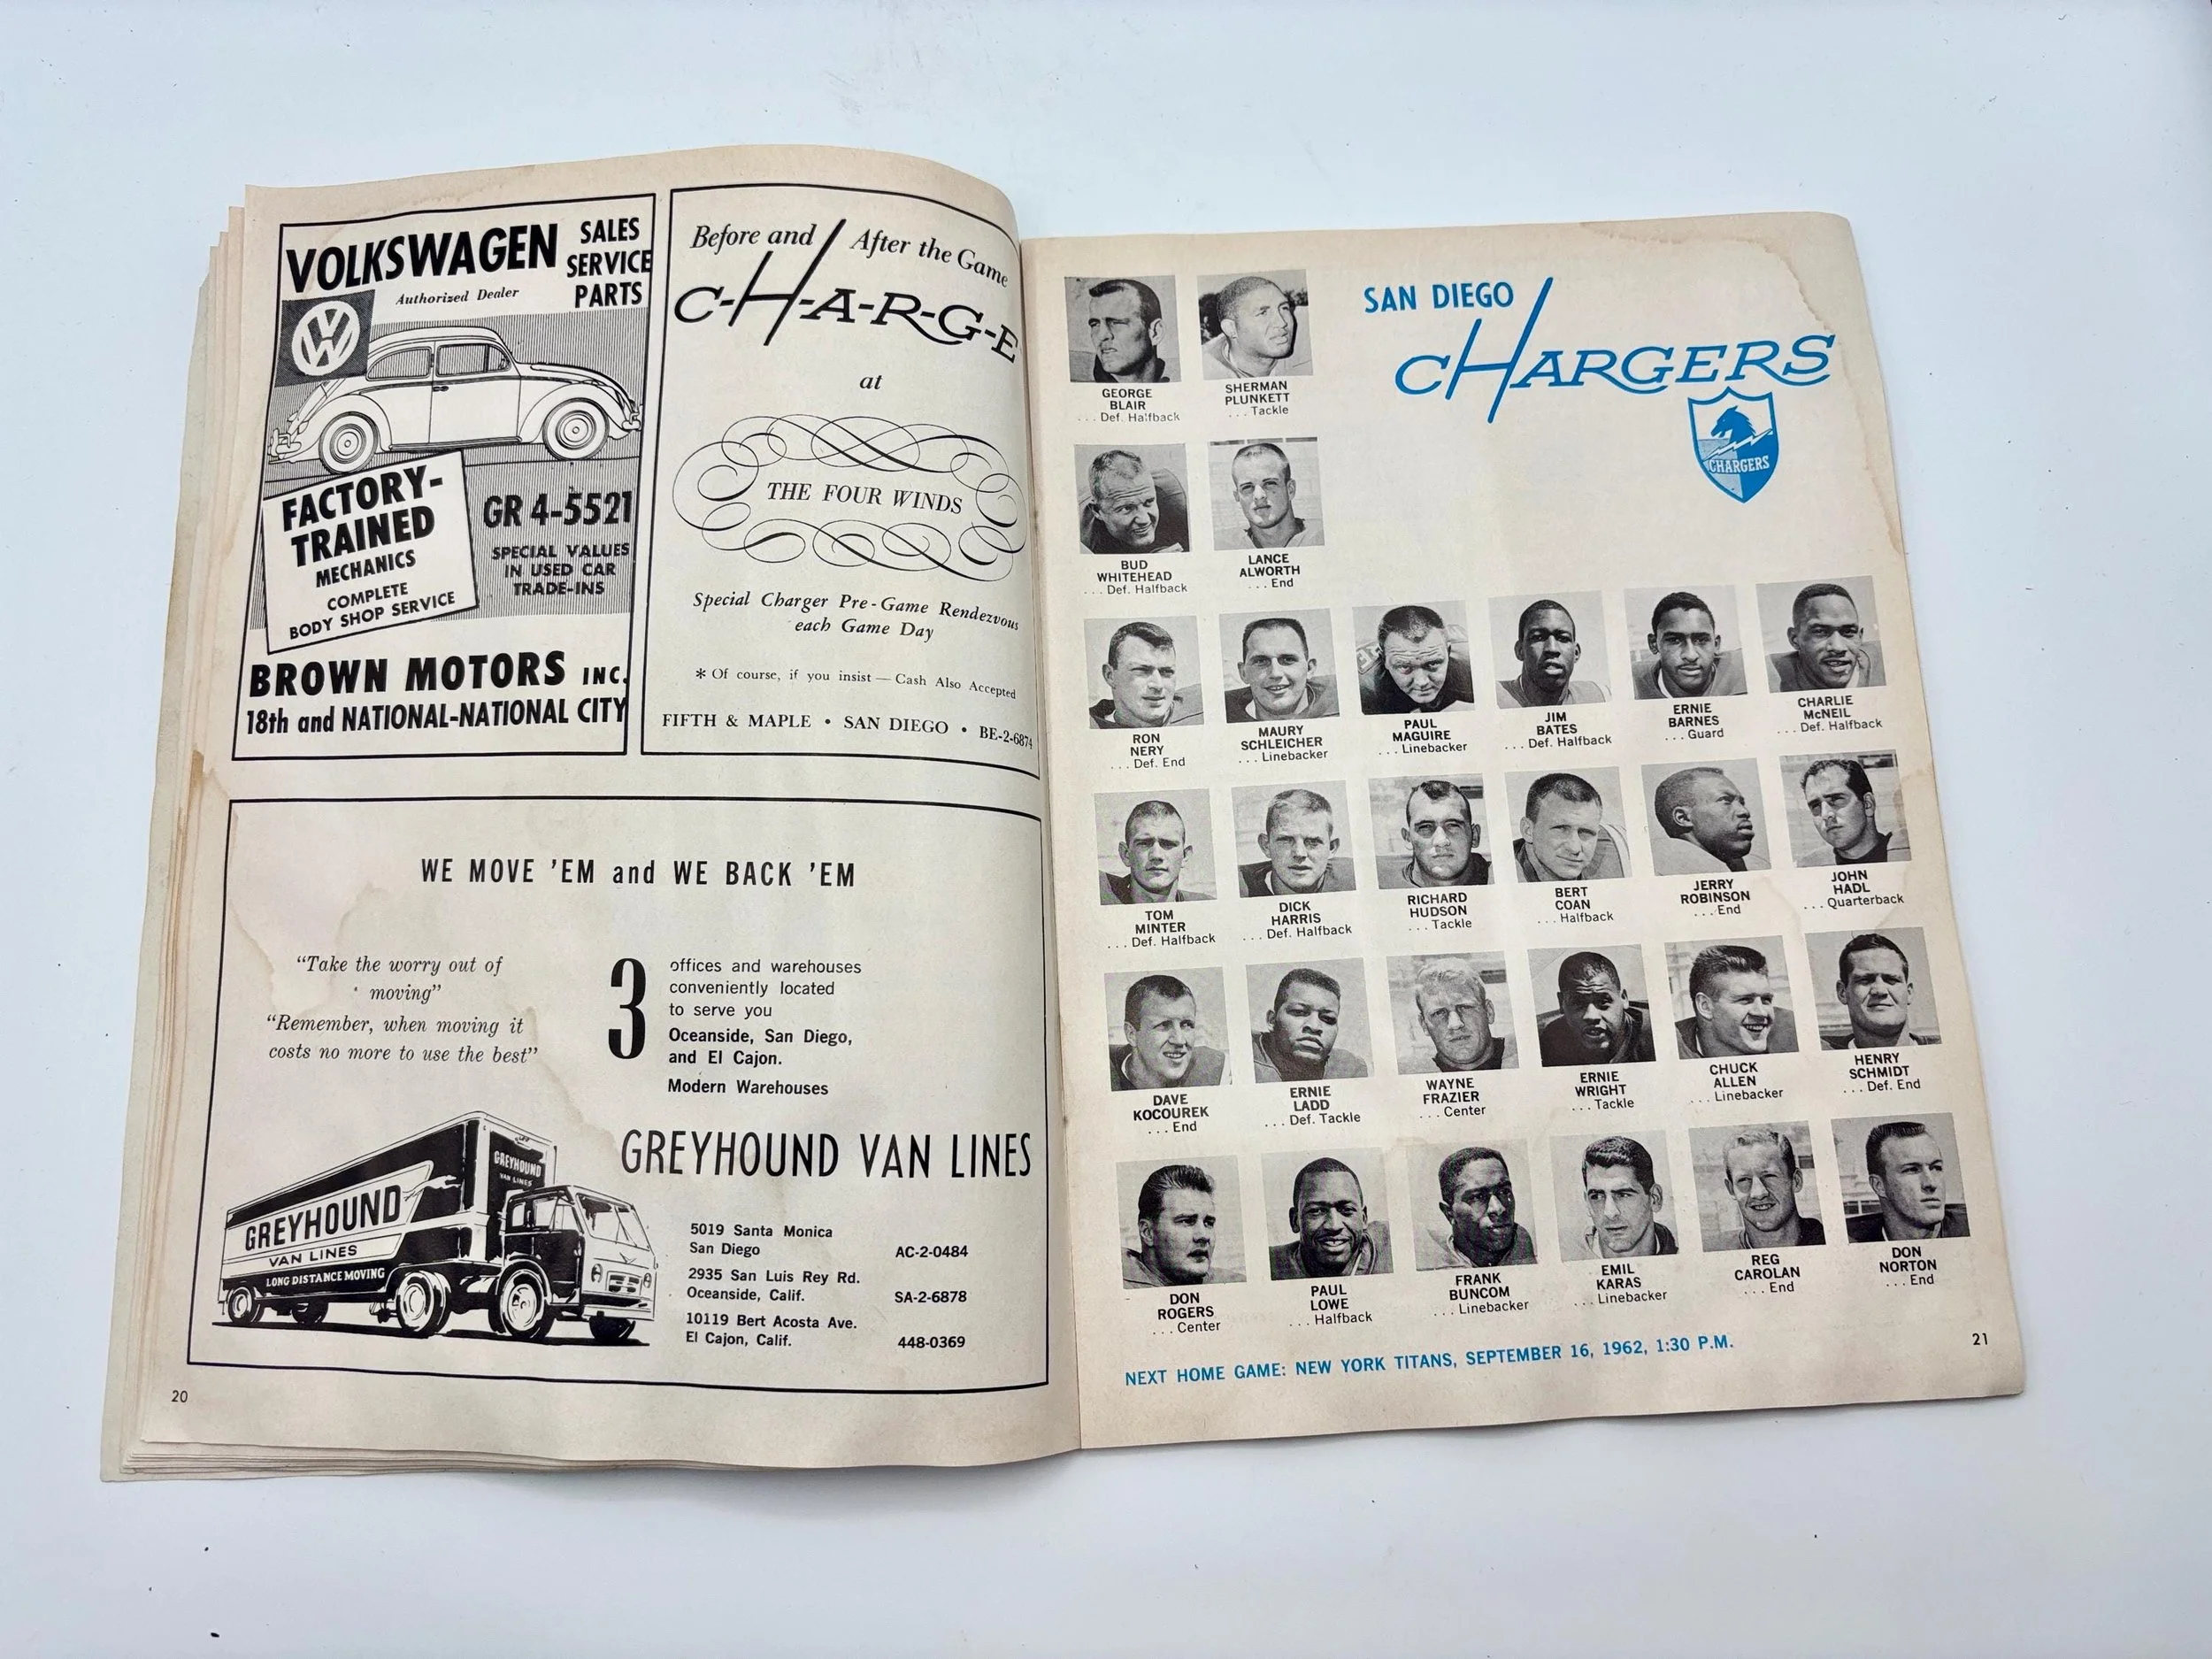 VOLKSWAGEN
SALES
SERVICE
PARTS
Authorized Dealer
VW
FACTORY-
TRAINED
MECHANICS
COMPLETE
BODY SHOP SERVICE
GR 4-5521
SPECIAL VALUES
IN USED CAR
TRADE-INS
BROWN MOTORS INC.
18th and NATIONAL-NATIONAL CITY
Before and After the Game
C-H-A-R-G-E
at
THE FOUR WINDS
Special Charger Pre-Game Rendezvous
each Game Day
* Of course, if you insist — Cash Also Accepted
FIFTH & MAPLE • SAN DIEGO • BE-2-6874
WE MOVE 'EM and WE BACK 'EM
"Take the worry out of
moving"
"Remember, when moving it
costs no more to use the best"
3
offices and warehouses
conveniently located
to serve you
Oceanside, San Diego,
and El Cajon.
Modern Warehouses
GREYHOUND VAN LINES
GREYHOUND
VAN LINES
GREYHOUND
VAN LINES
LONG DISTANCE MOVING
5019 Santa Monica
San Diego AC-2-0484
2935 San Luis Rey Rd.
Oceanside, Calif. SA-2-6878
10119 Bert Acosta Ave.
El Cajon, Calif. 448-0369
20
SAN DIEGO
CHARGERS
CHARGERS
GEORGE
BLAIR
... Def. Halfback
SHERMAN
PLUNKETT
... Tackle
BUD
WHITEHEAD
... Def. Halfback
LANCE
ALWORTH
... End
RON
NERY
... Def. End
MAURY
SCHLEICHER
... Linebacker
PAUL
MAGUIRE
... Linebacker
JIM
BATES
... Def. Halfback
ERNIE
BARNES
... Guard
CHARLIE
McNEIL
... Def. Halfback
TOM
MINTER
... Def. Halfback
DICK
HARRIS
... Def. Halfback
RICHARD
HUDSON
... Tackle
BERT
COAN
... Halfback
JERRY
ROBINSON
... End
JOHN
HADL
... Quarterback
DAVE
KOCOUREK
... End
ERNIE
LADD
... Def. Tackle
WAYNE
FRAZIER
... Center
ERNIE
WRIGHT
... Tackle
CHUCK
ALLEN
... Linebacker
HENRY
SCHMIDT
... Def. End
DON
ROGERS
... Center
PAUL
LOWE
... Halfback
FRANK
BUNCOM
... Linebacker
EMIL
KARAS
... Linebacker
REG
CAROLAN
... End
DON
NORTON
... End
NEXT HOME GAME: NEW YORK TITANS, SEPTEMBER 16, 1962, 1:30 P.M.
21